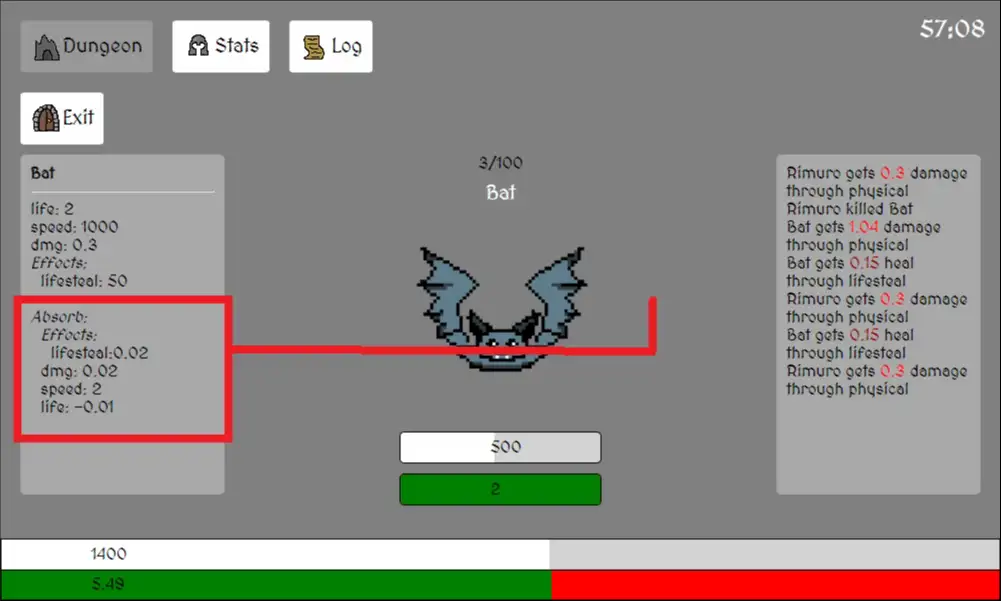 Dungeon
Stats
Log
57:08
Exit
Bat
life: 2
speed: 1000
dmg: 0.3
Effects:
lifesteal: 50
Absorb:
Effects:
lifesteal:0.02
dmg: 0.02
speed: 2
life: -0.01
3/100
Bat
500
2
Rimuro gets 0.3 damage
through physical
Rimuro killed Bat
Bat gets 1.04 damage
through physical
Bat gets 0.15 heal
through lifesteal
Rimuro gets 0.3 damage
through physical
Bat gets 0.15 heal
through lifesteal
Rimuro gets 0.3 damage
through physical
1400
5.49